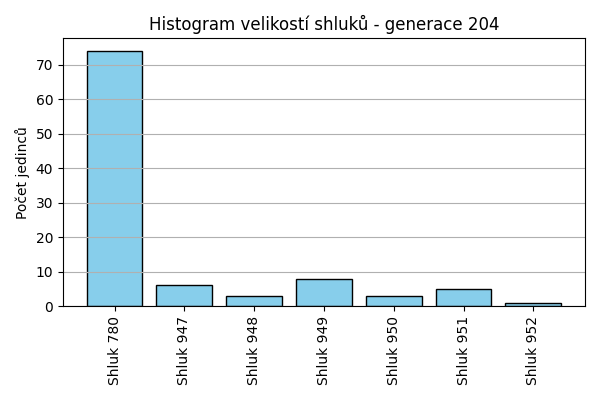 Histogram velikostí shluků - generace 204
Počet jedinců
70
60
50
40
30
20
10
0
Shluk 780
Shluk 947
Shluk 948
Shluk 949
Shluk 950
Shluk 951
Shluk 952